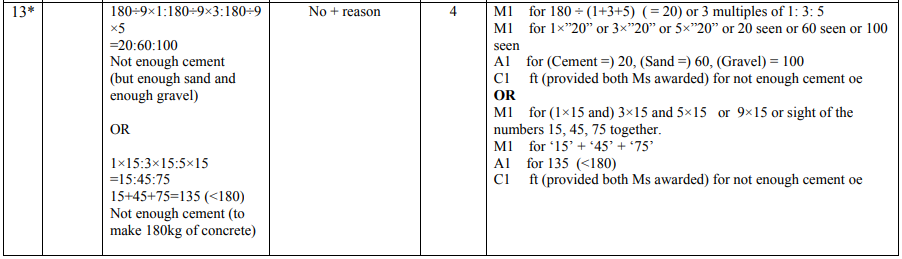 13*
180÷9×1:180÷9×3:180÷9
×5
=20:60:100
Not enough cement
(but enough sand and
enough gravel)
OR
1×15:3×15:5×15
=15:45:75
15+45+75=135 (<180)
Not enough cement (to
make 180kg of concrete)
No + reason
4
M1 for 180 ÷ (1+3+5) ( = 20) or 3 multiples of 1: 3: 5
M1 for 1×”20” or 3×”20” or 5×”20” or 20 seen or 60 seen or 100
seen
A1 for (Cement =) 20, (Sand =) 60, (Gravel) = 100
C1 ft (provided both Ms awarded) for not enough cement oe
OR
M1 for (1×15 and) 3×15 and 5×15 or 9×15 or sight of the
numbers 15, 45, 75 together.
M1 for ‘15’ + ‘45’ + ‘75’
A1 for 135 (<180)
C1 ft (provided both Ms awarded) for not enough cement oe